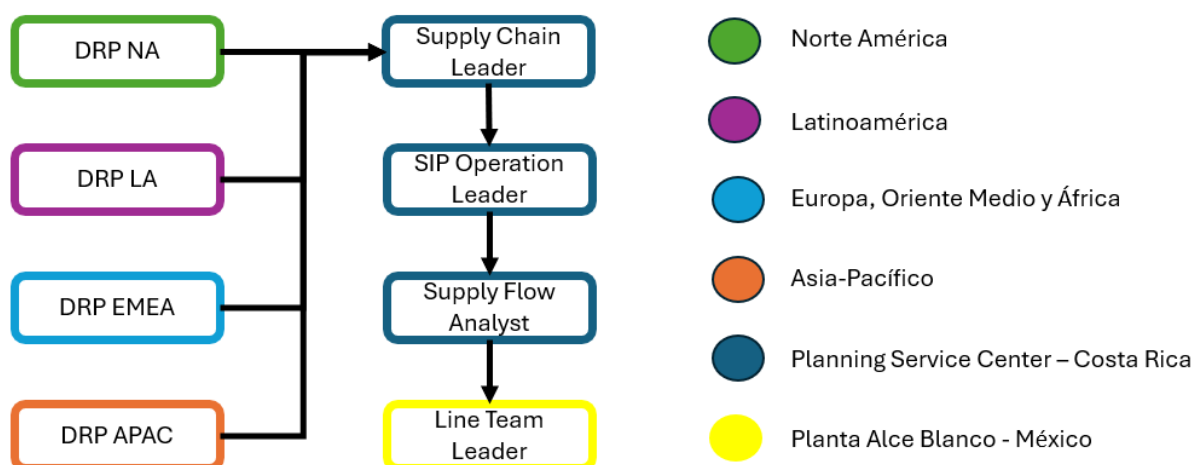 DRP NA
DRP LA
DRP EMEA
DRP APAC
Supply Chain
Leader
SIP Operation
Leader
Supply Flow
Analyst
Line Team
Leader
Norte América
Latinoamérica
Europa, Oriente Medio y África
Asia-Pacífico
Planning Service Center – Costa Rica
Planta Alce Blanco - México